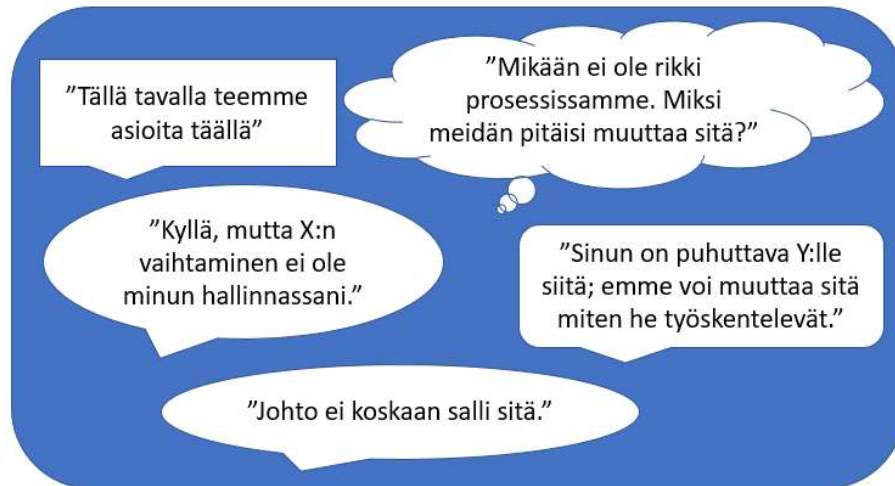 ”Tällä tavalla teemme
asioita täällä”
”Mikään ei ole rikki
prosessissamme. Miksi
meidän pitäisi muuttaa sitä?”
”Kyllä, mutta X:n
vaihtaminen ei ole
minun hallinnassani.”
”Sinun on puhuttava Y:lle
siitä; emme voi muuttaa sitä
miten he työskentelevät.”
”Johto ei koskaan salli sitä.”